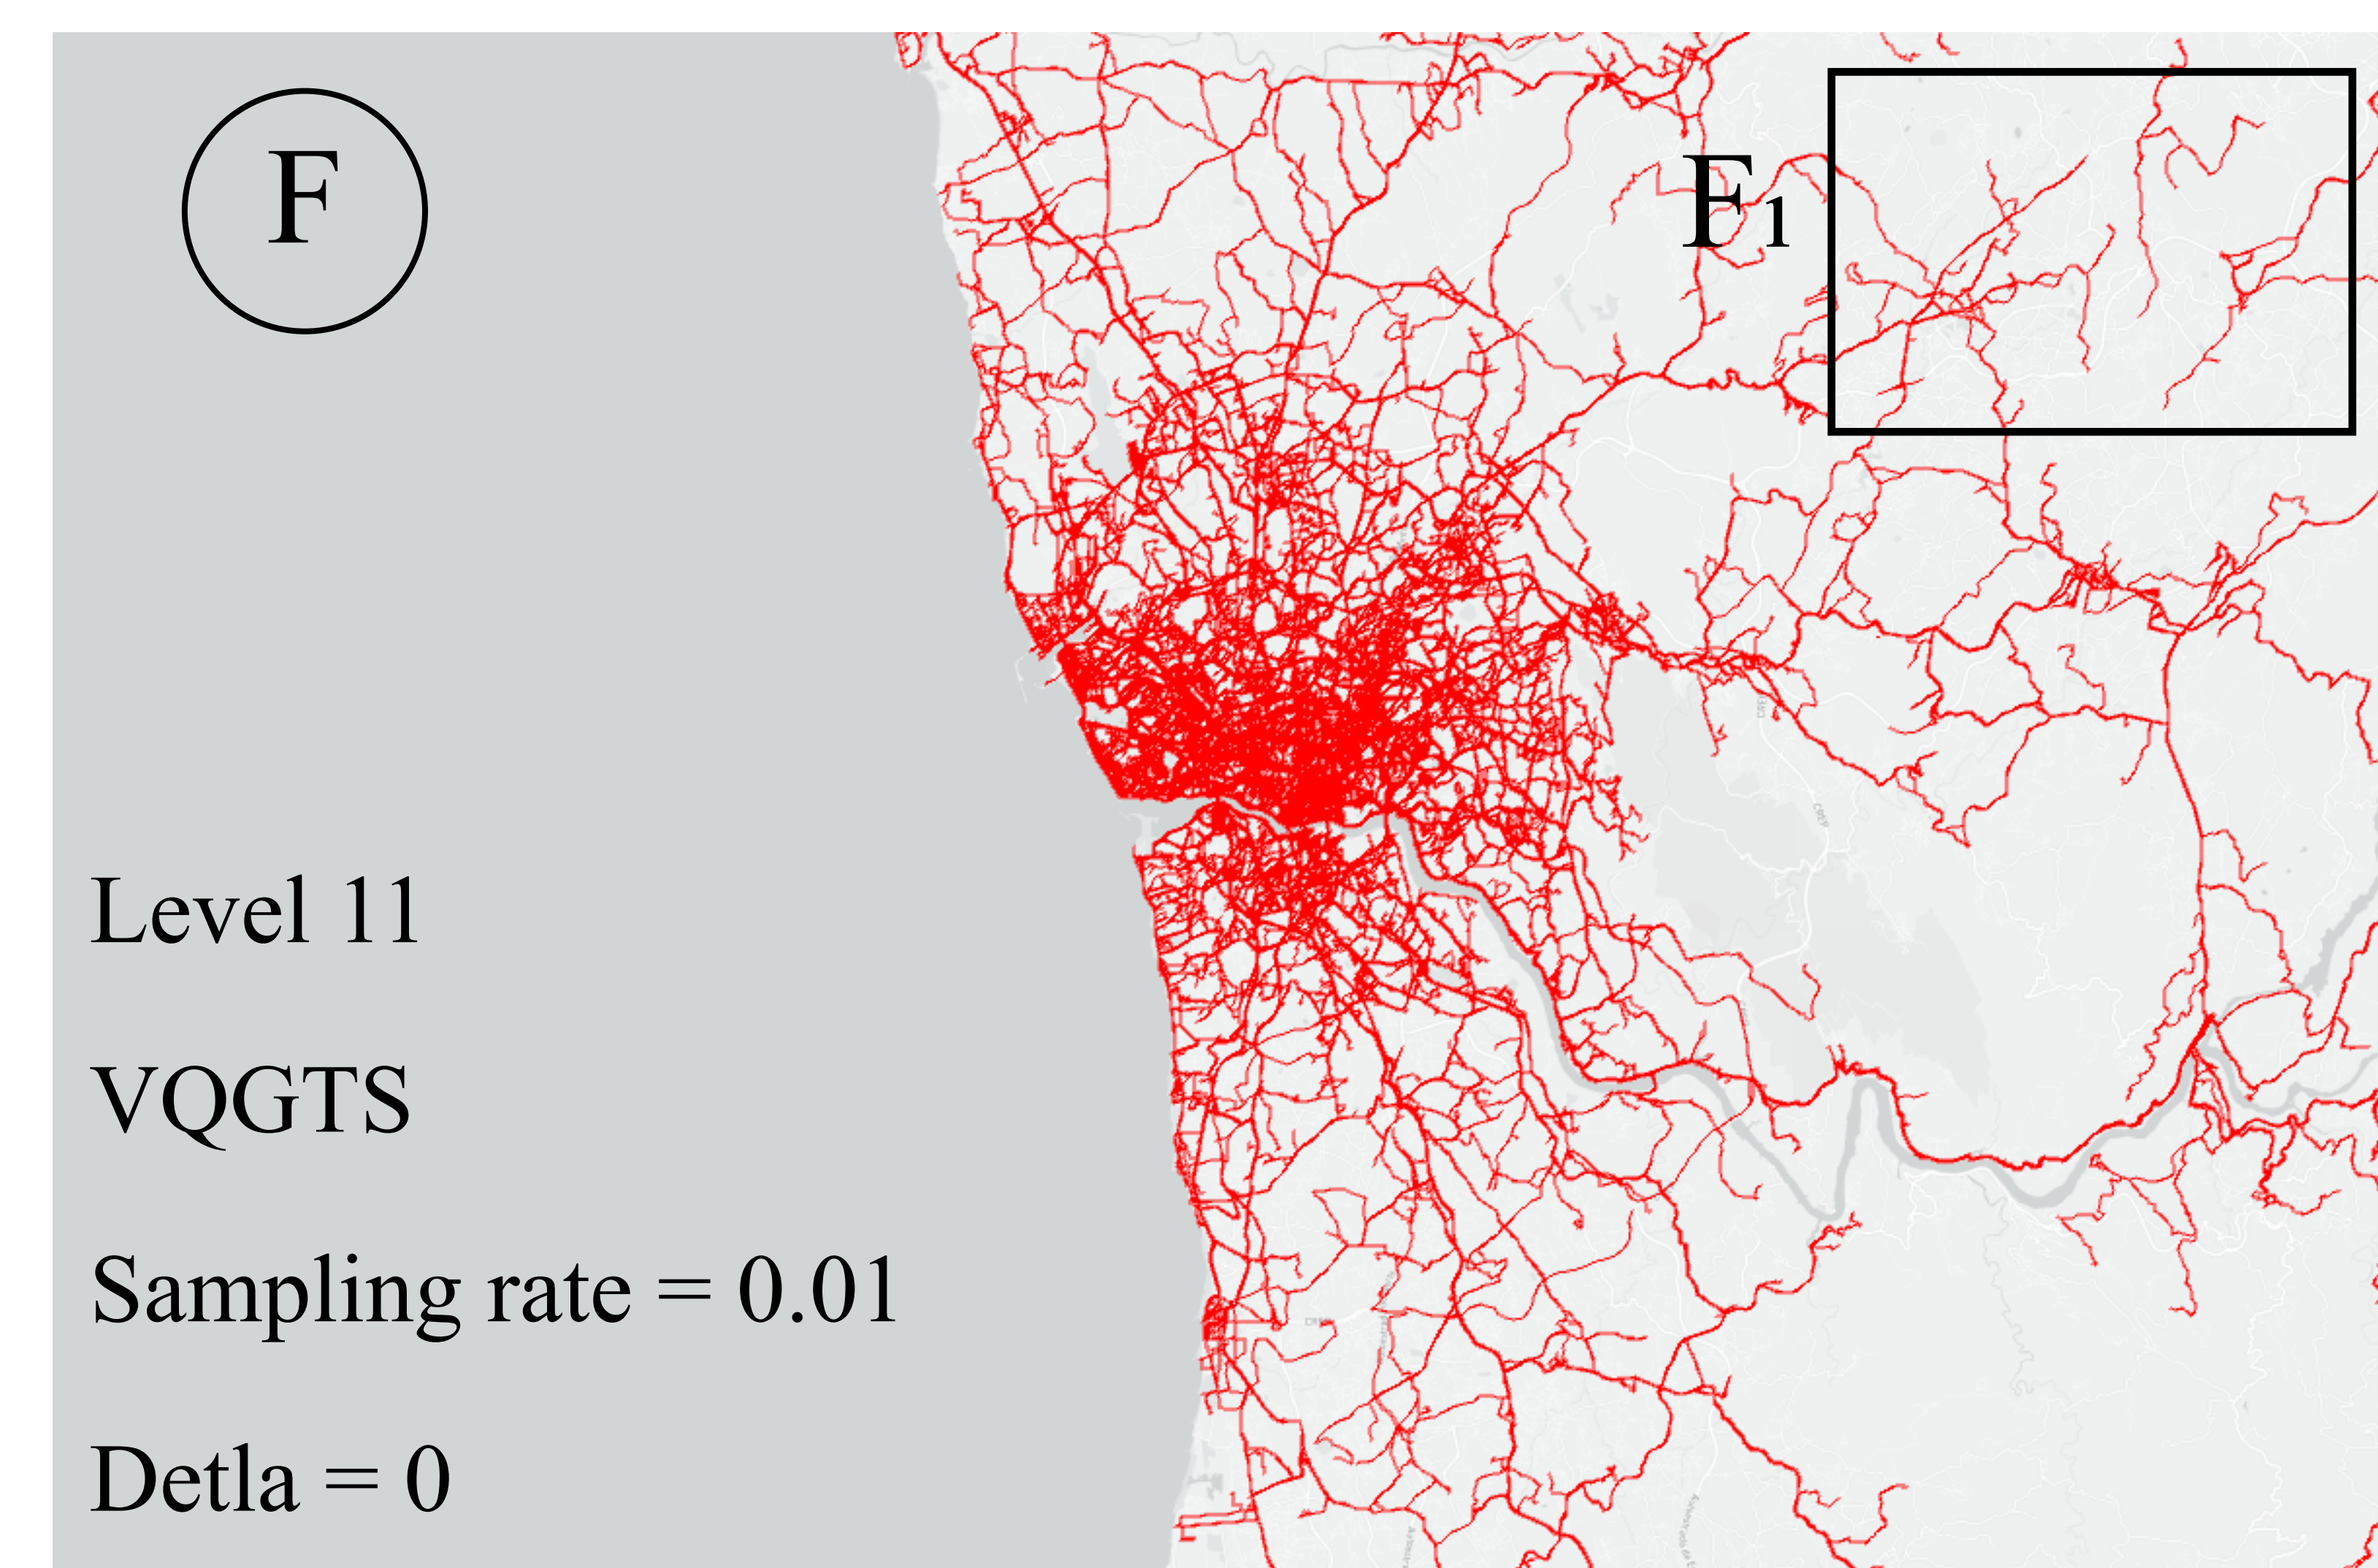 F
F1
Level 11
VQGTS
Sampling rate = 0.01
Detla = 0